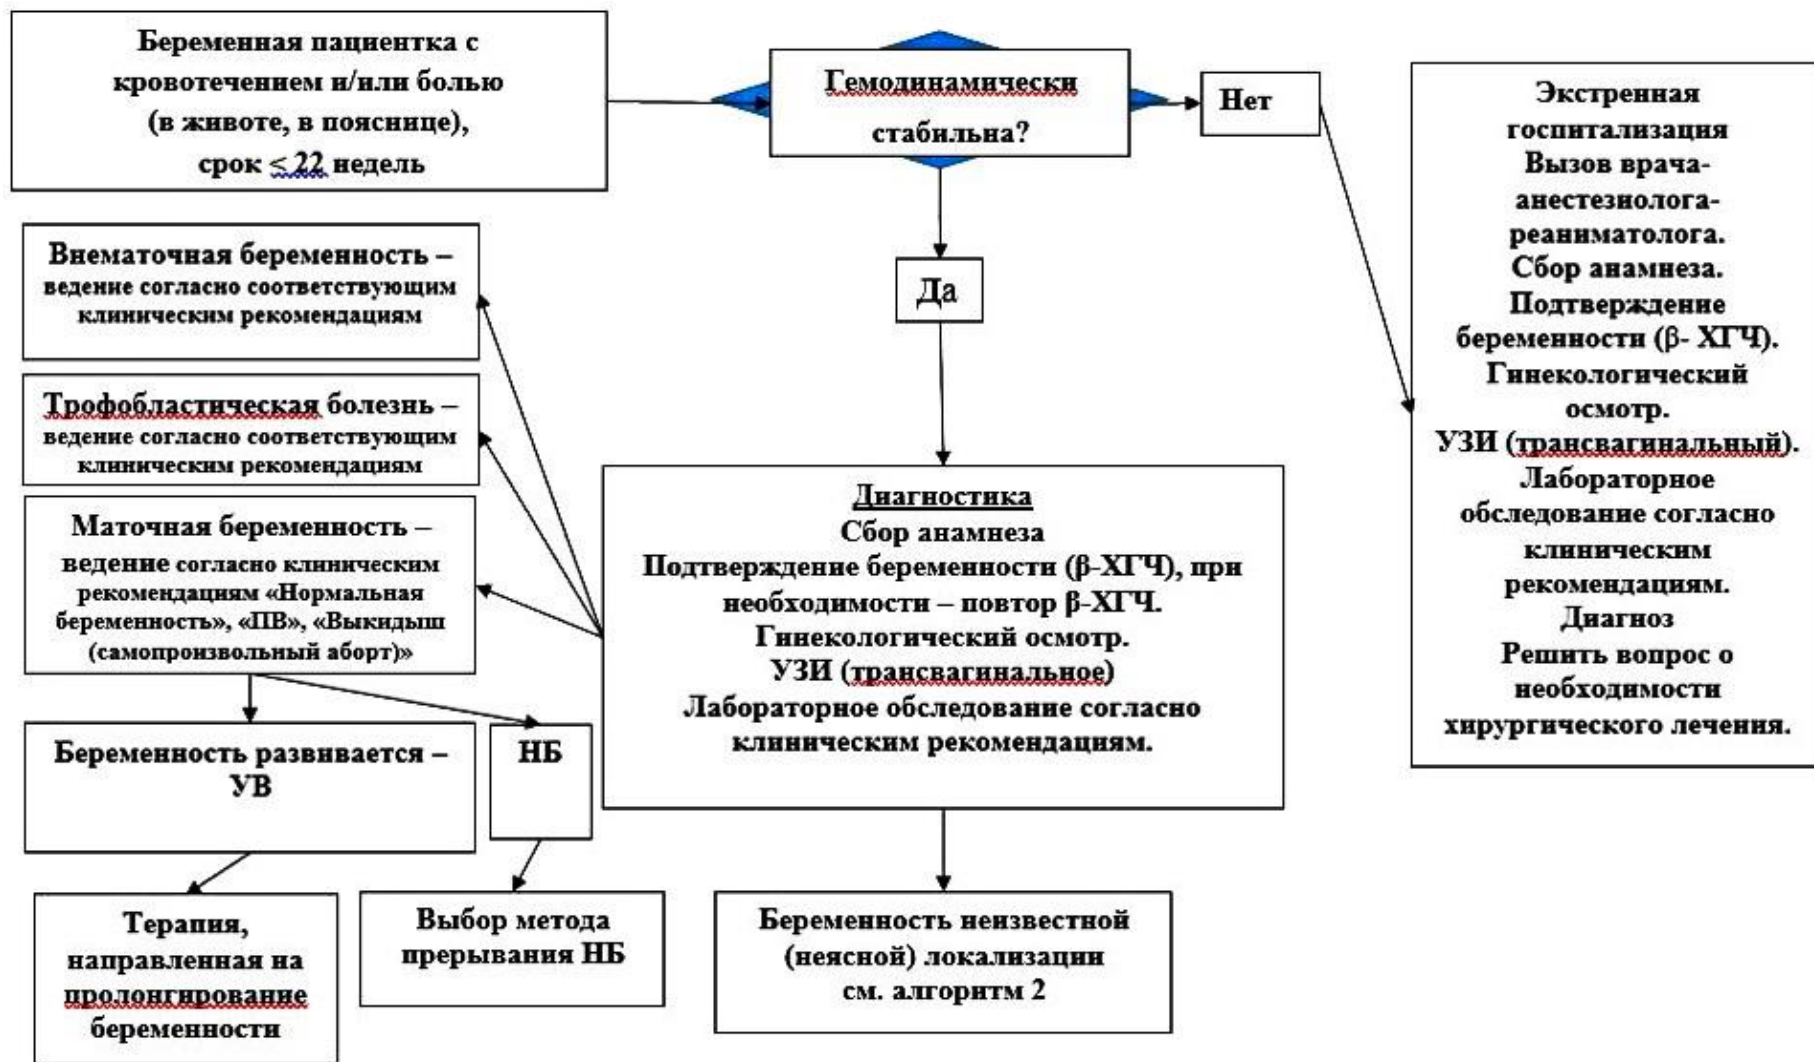 Беременная пациентка с
кровотечением и/или болью
(в животе, в пояснице),
срок ≤ 22 недель
Гемодинамически
стабильна?
Нет
Экстренная
госпитализация
Вызов врача-
анестезиолога-
реаниматолога.
Сбор анамнеза.
Подтверждение
беременности (β- ХГЧ).
Гинекологический
осмотр.
УЗИ (трансвагинальный).
Лабораторное
обследование согласно
клиническим
рекомендациям.
Диагноз
Решить вопрос о
необходимости
хирургического лечения.
Да
Внематочная беременность –
ведение согласно соответствующим
клиническим рекомендациям
Трофобластическая болезнь –
ведение согласно соответствующим
клиническим рекомендациям
Маточная беременность –
ведение согласно клиническим
рекомендациям «Нормальная
беременность», «ПВ», «Выкидыш
(самопроизвольный аборт)»
Диагностика
Сбор анамнеза
Подтверждение беременности (β-ХГЧ), при
необходимости – повтор β-ХГЧ.
Гинекологический осмотр.
УЗИ (трансвагинальное)
Лабораторное обследование согласно
клиническим рекомендациям.
Беременность развивается –
УВ
НБ
Терапия,
направленная на
пролонгирование
беременности
Выбор метода
прерывания НБ
Беременность неизвестной
(неясной) локализации
см. алгоритм 2